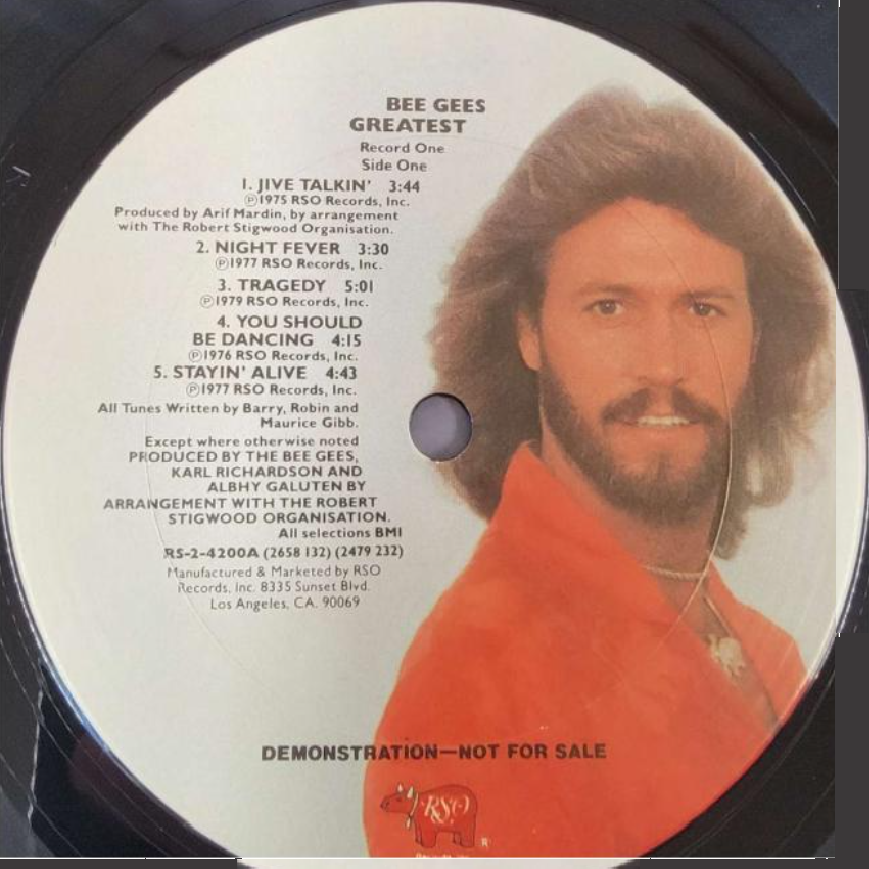 BEE GEES
GREATEST
Record One
Side One
1. JIVE TALKIN' 3:44
Ⓟ1975 RSO Records, Inc.
Produced by Arif Mardin, by arrangement
with The Robert Stigwood Organisation.
2. NIGHT FEVER 3:30
Ⓟ1977 RSO Records, Inc.
3. TRAGEDY 5:01
Ⓟ1979 RSO Records, Inc.
4. YOU SHOULD
BE DANCING 4:15
Ⓟ1976 RSO Records, Inc.
5. STAYIN' ALIVE 4:43
Ⓟ1977 RSO Records, Inc.
All Tunes Written by Barry, Robin and
Maurice Gibb.
Except where otherwise noted
PRODUCED BY THE BEE GEES,
KARL RICHARDSON AND
ALBHY GALUTEN BY
ARRANGEMENT WITH THE ROBERT
STIGWOOD ORGANISATION.
All selections BMI
RS-2-4200A (2658 132) (2479 232)
Manufactured & Marketed by RSO
Records, Inc. 8335 Sunset Blvd.
Los Angeles, CA. 90069
DEMONSTRATION—NOT FOR SALE
RSO
R